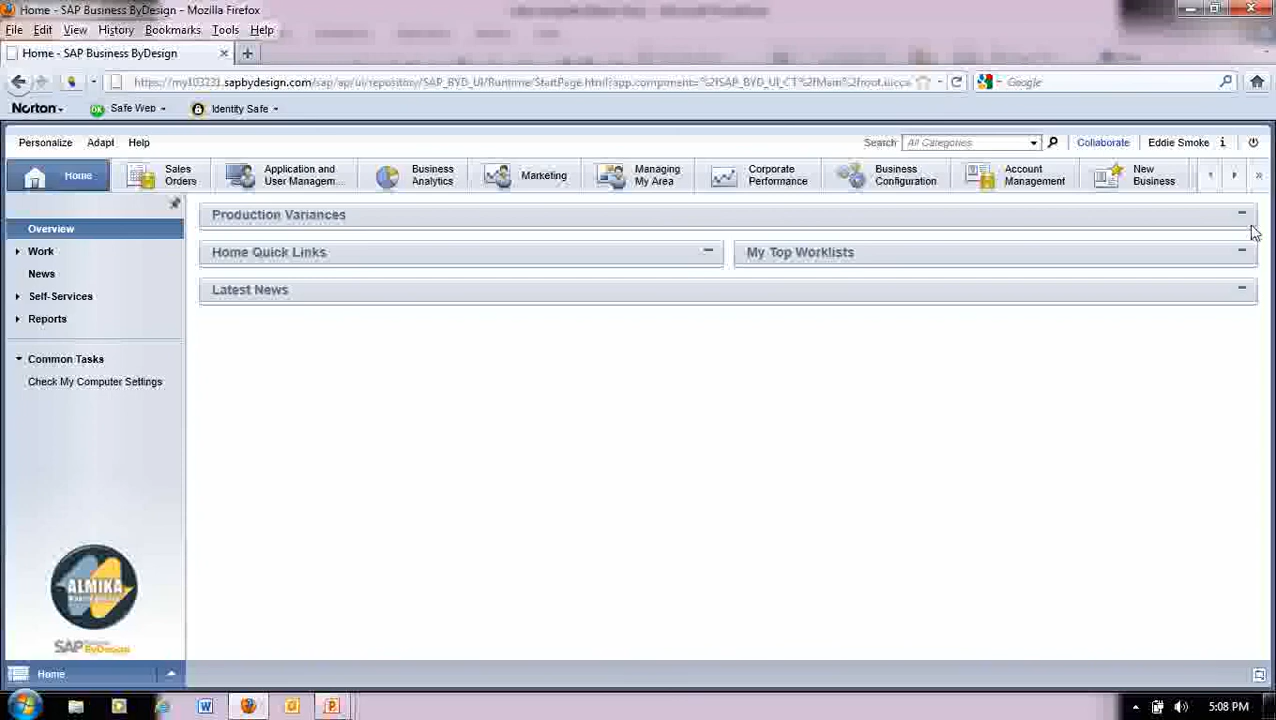 Home - SAP Business ByDesign - Mozilla Firefox
File Edit View History Bookmarks Tools Help
Home - SAP Business ByDesign
Google
Norton Safe Web Identity Safe
Personalize Adapt Help Search All Categories Collaborate Eddie Smoke
Home
Sales Orders
Application and User Managem...
Business Analytics
Marketing
Managing My Area
Corporate Performance
Business Configuration
Account Management
New Business
Overview
Work
News
Self-Services
Reports
Common Tasks
Check My Computer Settings
Production Variances
Home Quick Links
My Top Worklists
Latest News
ALMIKA
SAP
ByDesign
Home
5:08 PM